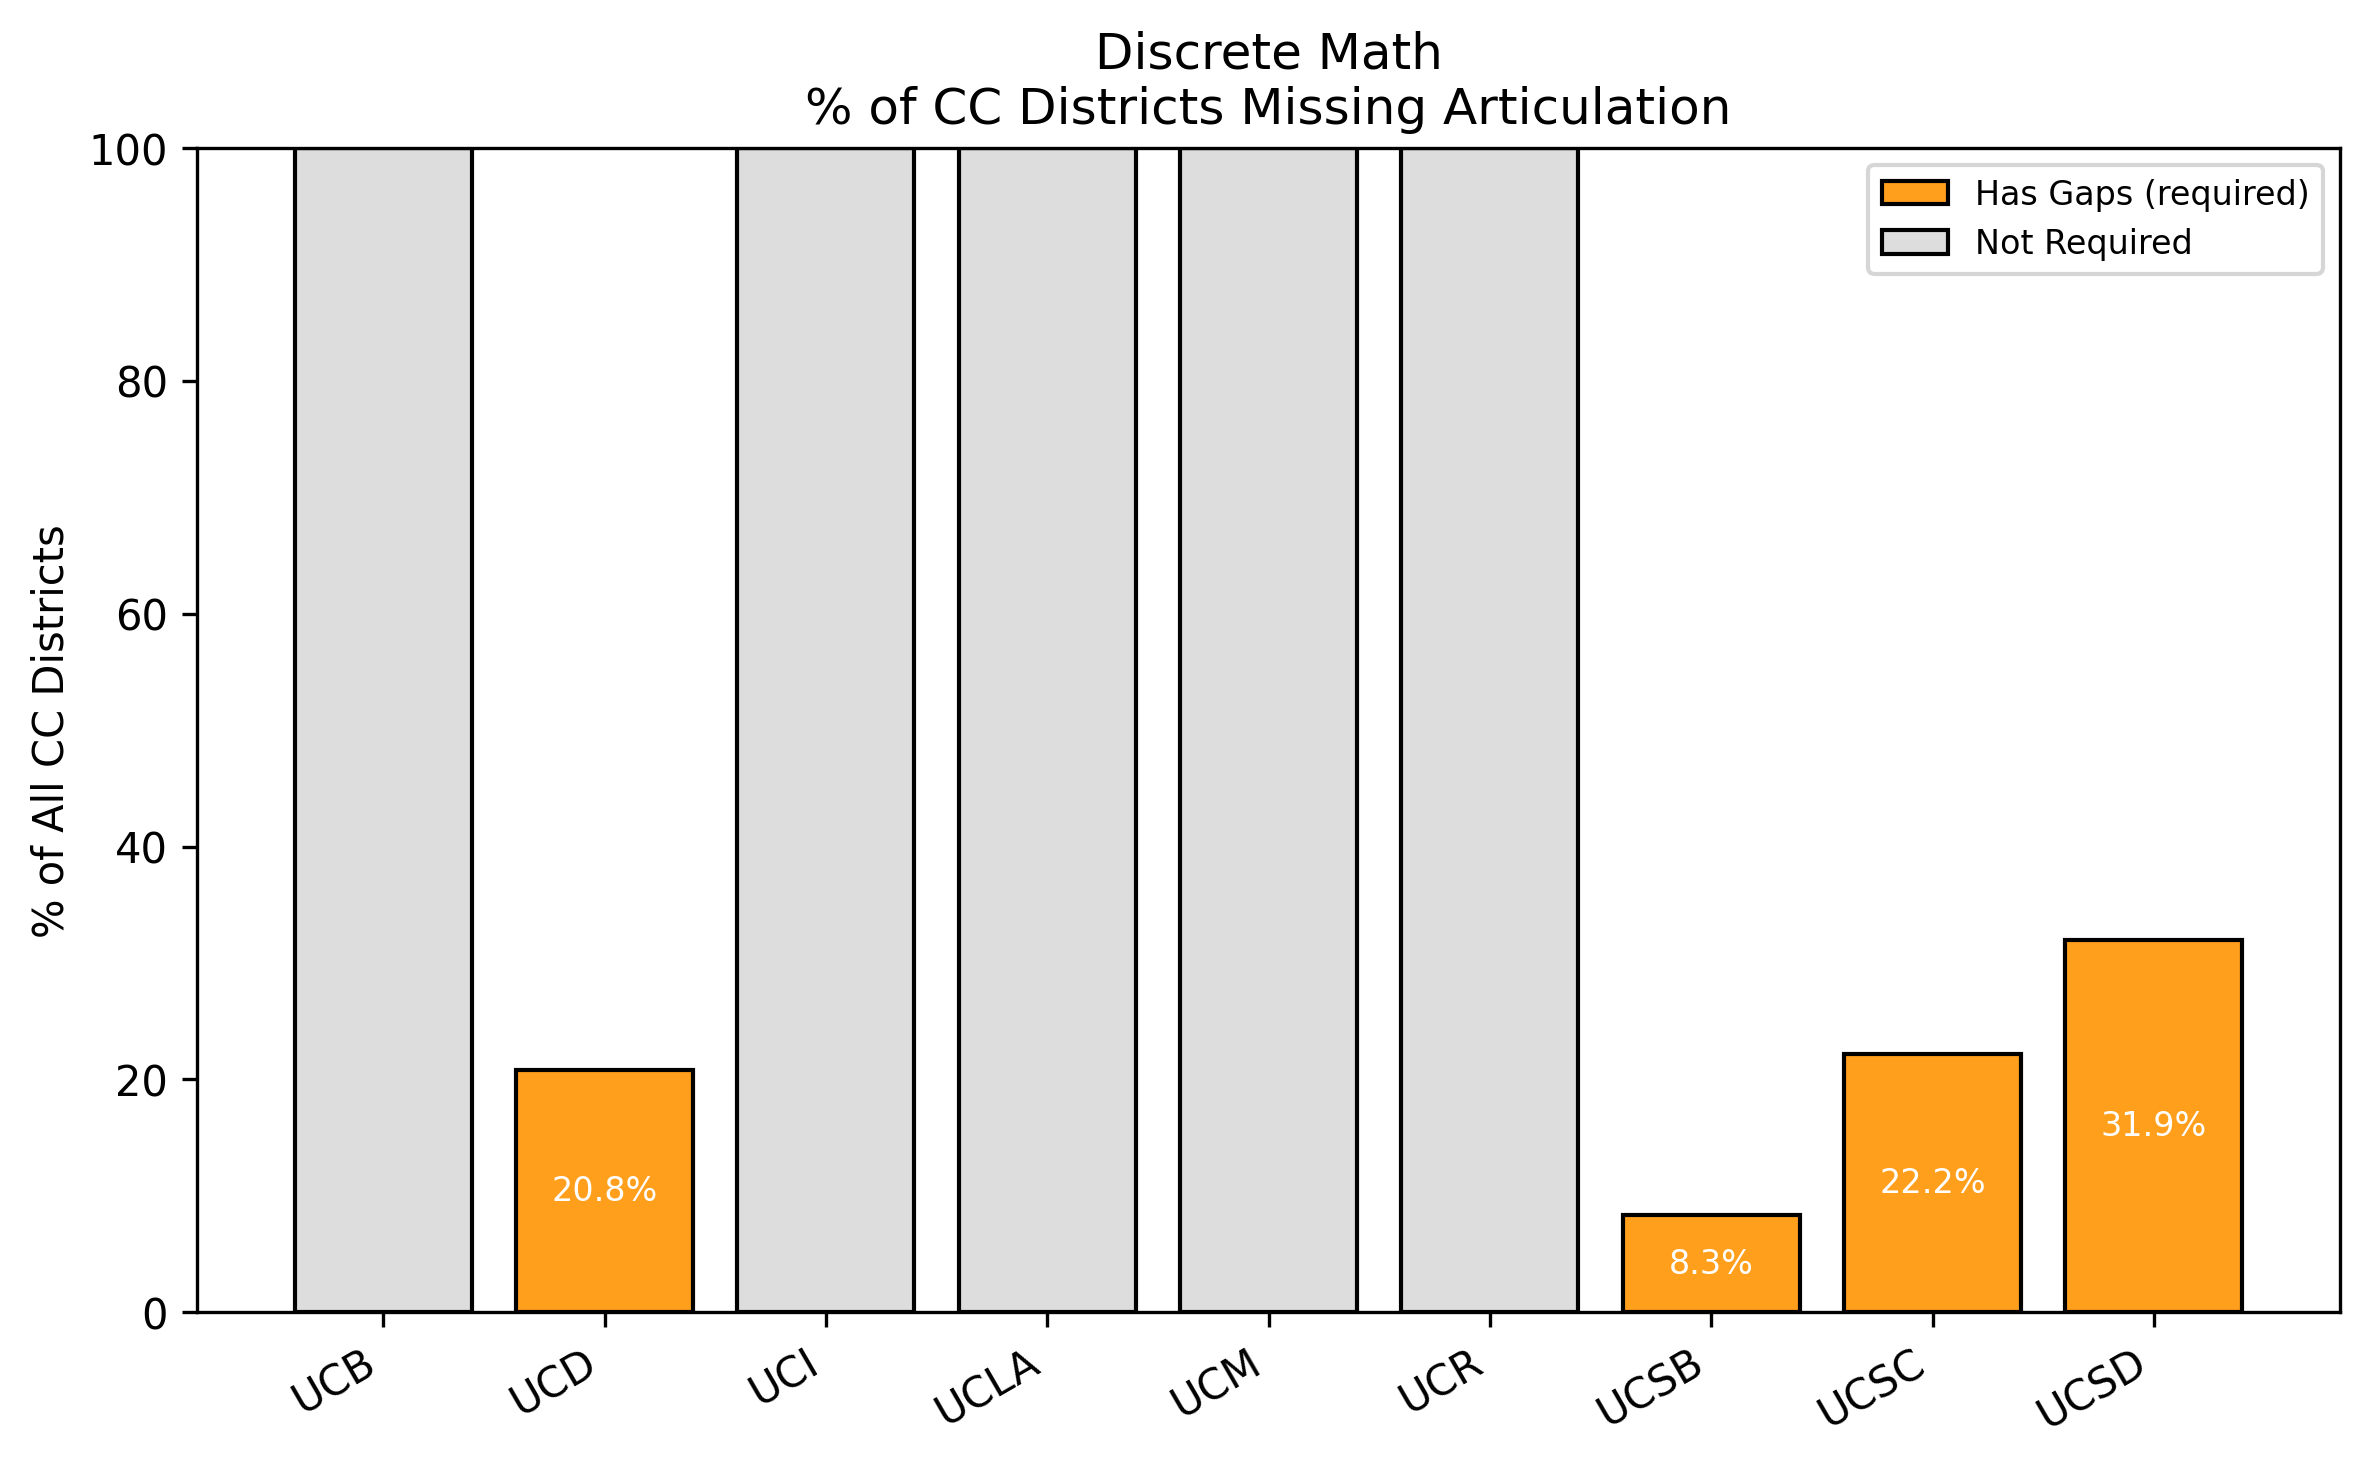 Discrete Math
% of CC Districts Missing Articulation
% of All CC Districts
100
80
60
40
20
0
Has Gaps (required)
Not Required
20.8%
8.3%
22.2%
31.9%
UCB
UCD
UCI
UCLA
UCM
UCR
UCSB
UCSC
UCSD